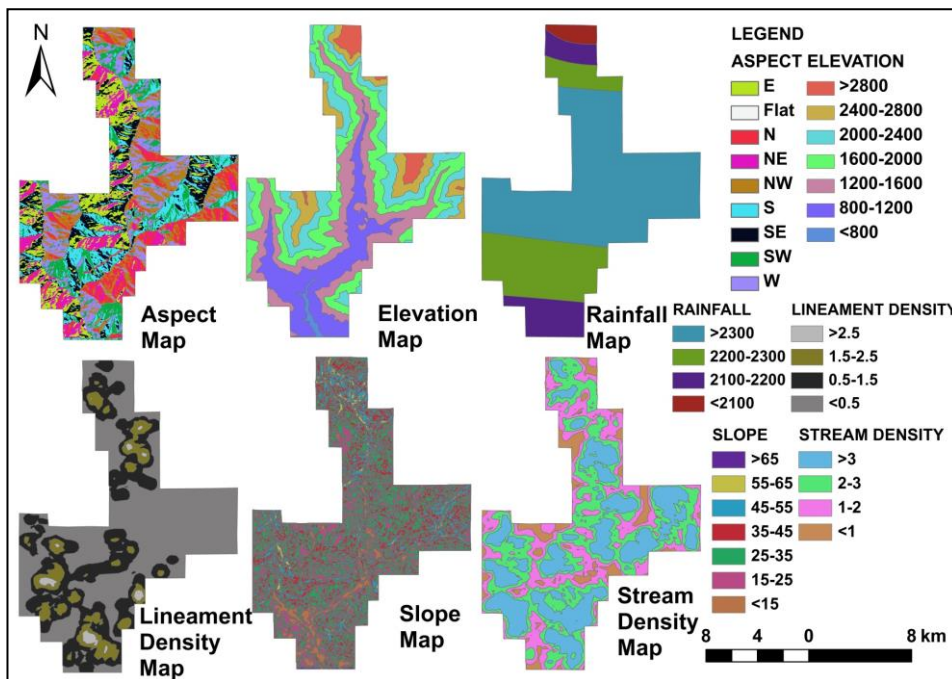 N
Aspect
Map
Elevation
Map
Rainfall
Map
LEGEND
ASPECT
E
Flat
N
NE
NW
S
SE
SW
W
ELEVATION
>2800
2400-2800
2000-2400
1600-2000
1200-1600
800-1200
<800
RAINFALL
>2300
2200-2300
2100-2200
<2100
LINEAMENT DENSITY
>2.5
1.5-2.5
0.5-1.5
<0.5
Lineament
Density
Map
Slope
Map
Stream
Density
Map
SLOPE
>65
55-65
45-55
35-45
25-35
15-25
<15
STREAM DENSITY
>3
2-3
1-2
<1
8 4 0 8 km